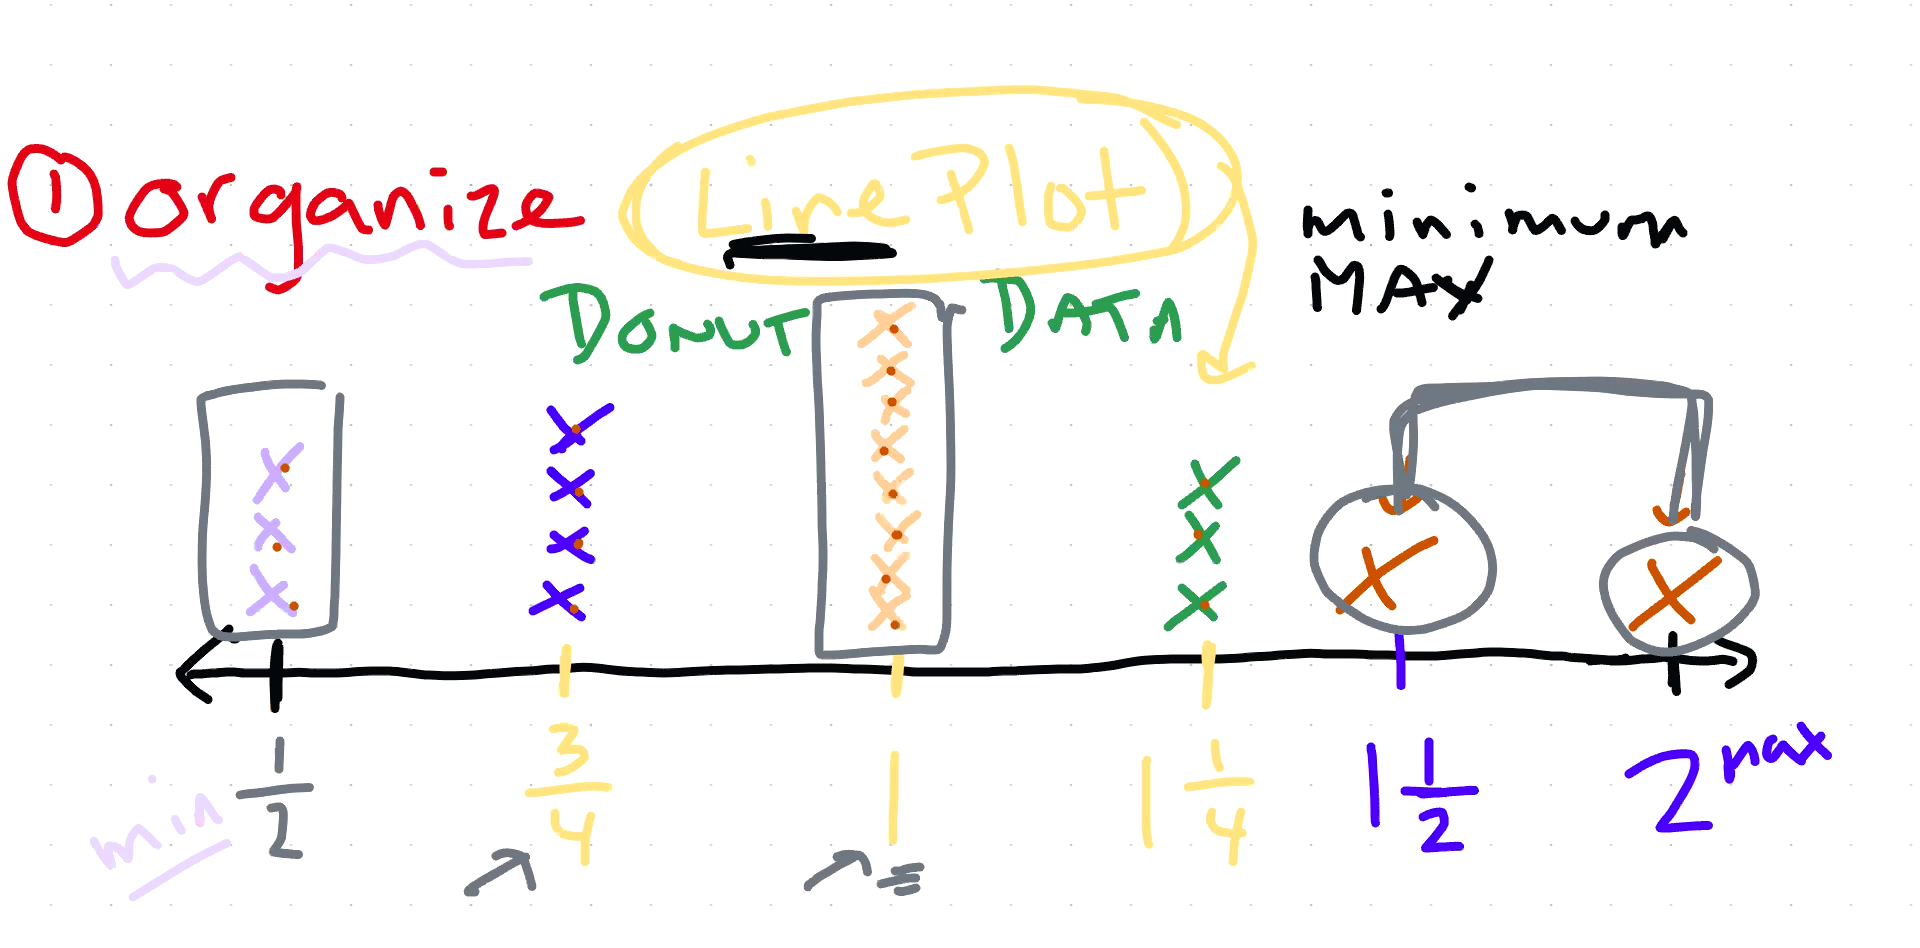 ① organize Line Plot
minimum
MAX
DONUT DATA
X X X X X X X X X X X X X X X X X X X X
1/2 3/4 1 1 1/4 1 1/2 2 max
min